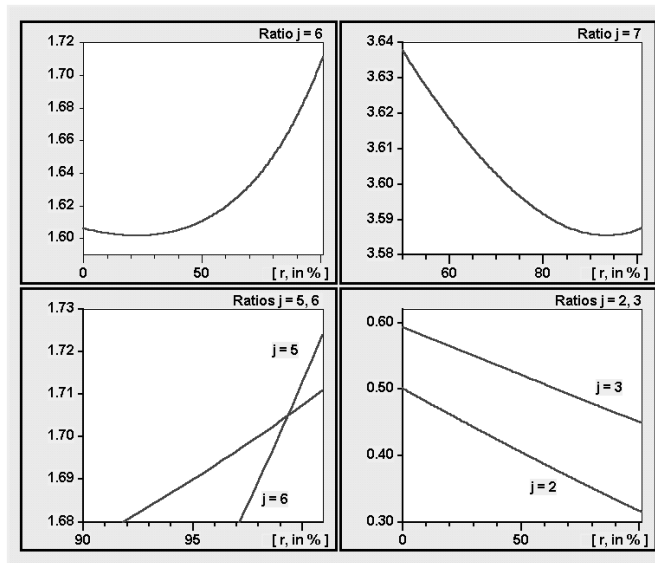 Ratio j = 6
1.72
1.70
1.68
1.66
1.64
1.62
1.60
0
50
[ r, in % ]
Ratio j = 7
3.64
3.63
3.61
3.60
3.59
3.58
60
80
[ r, in % ]
Ratios j = 5, 6
1.73
1.72
1.71
1.70
1.69
1.68
j = 5
j = 6
90
95
[ r, in % ]
Ratios j = 2, 3
0.60
0.50
0.40
0.30
j = 3
j = 2
0
50
[ r, in % ]